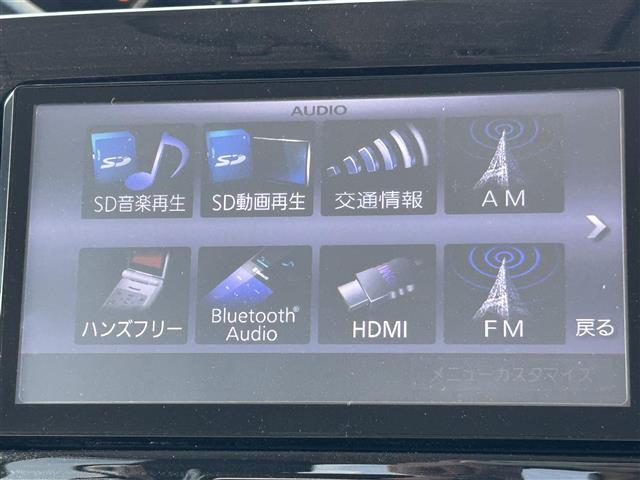 AUDIO
SD
SD
SD音楽再生
SD動画再生
交通情報
AM
ハンズフリー
Bluetooth®
Audio
HDMI
FM
戻る
メニューカスタマイズ